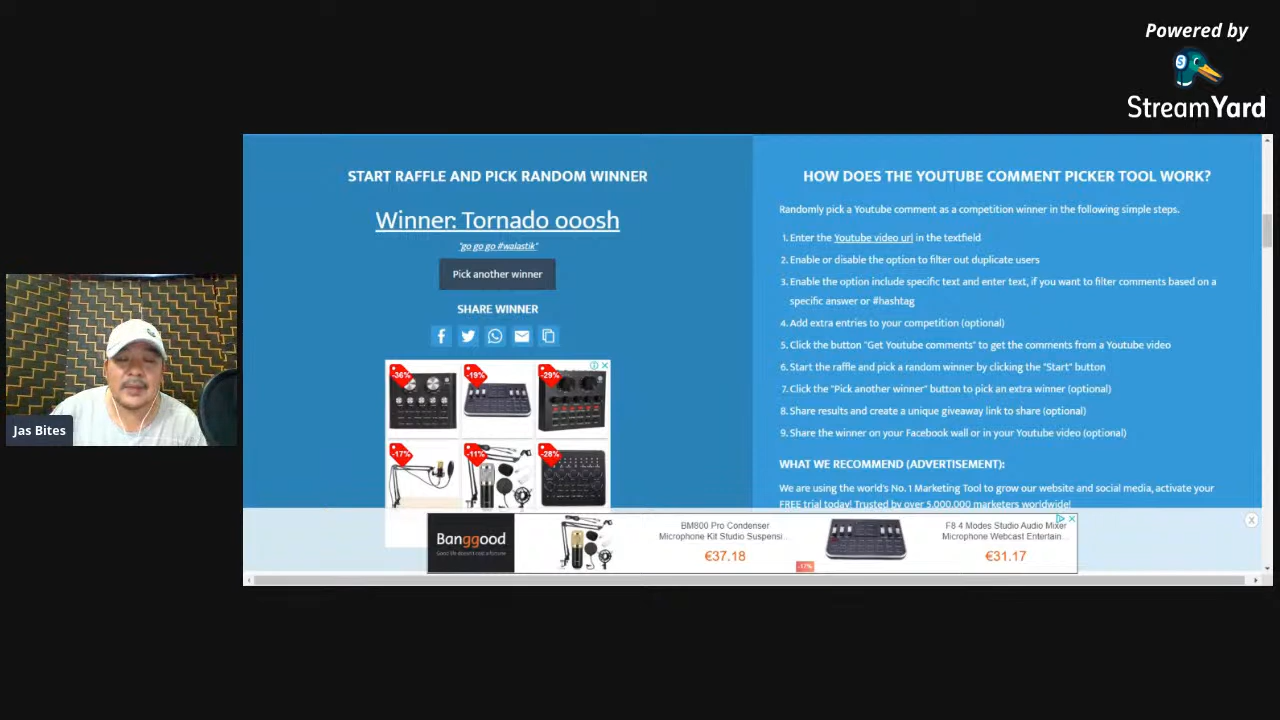 Powered by
StreamYard
START RAFFLE AND PICK RANDOM WINNER
Winner: Tornado ooosh
"go go go #walastik"
Pick another winner
SHARE WINNER
-36%
-19%
-29%
-17%
-11%
-28%
HOW DOES THE YOUTUBE COMMENT PICKER TOOL WORK?
Randomly pick a Youtube comment as a competition winner in the following simple steps.
1. Enter the Youtube video url in the textfield
2. Enable or disable the option to filter out duplicate users
3. Enable the option include specific text and enter text, if you want to filter comments based on a
specific answer or #hashtag
4. Add extra entries to your competition (optional)
5. Click the button "Get Youtube comments" to get the comments from a Youtube video
6. Start the raffle and pick a random winner by clicking the "Start" button
7. Click the "Pick another winner" button to pick an extra winner (optional)
8. Share results and create a unique giveaway link to share (optional)
9. Share the winner on your Facebook wall or in your Youtube video (optional)
WHAT WE RECOMMEND (ADVERTISEMENT):
We are using the world's No. 1 Marketing Tool to grow our website and social media, activate your
FREE trial today! Trusted by over 5,000,000 marketers worldwide!
Jas Bites
Banggood
BM800 Pro Condenser
Microphone Kit Studio Suspensi...
€37.18
-17%
F8 4 Modes Studio Audio Mixer
Microphone Webcast Entertain...
€31.17